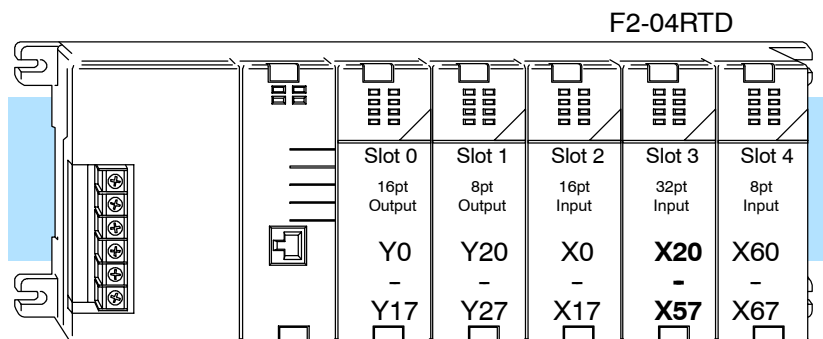 F2-04RTD
Slot 0 Slot 1 Slot 2 Slot 3 Slot 4
16pt 8pt 16pt 32pt 8pt
Output Output Input Input Input
Y0 Y20 X0 X20 X60
- - - - -
Y17 Y27 X17 X57 X67